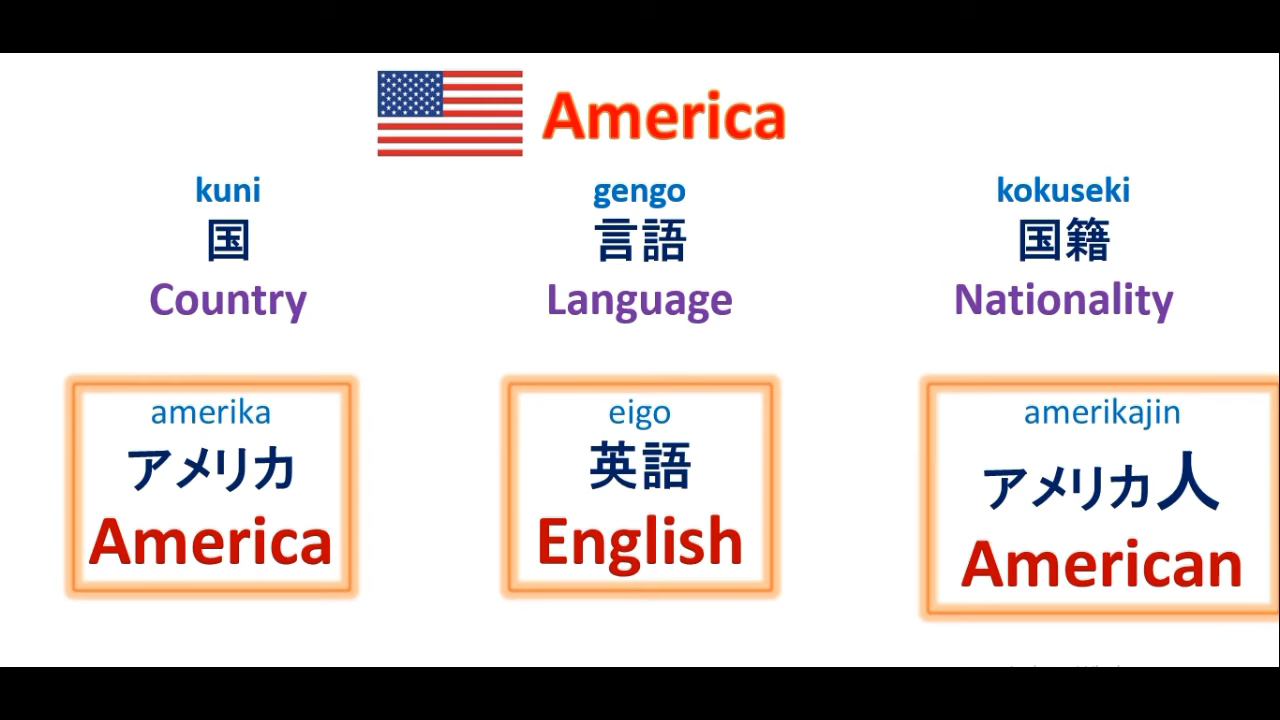 America
kuni
国
Country
gengo
言語
Language
kokuseki
国籍
Nationality
amerika
アメリカ
America
eigo
英語
English
amerikajin
アメリカ人
American